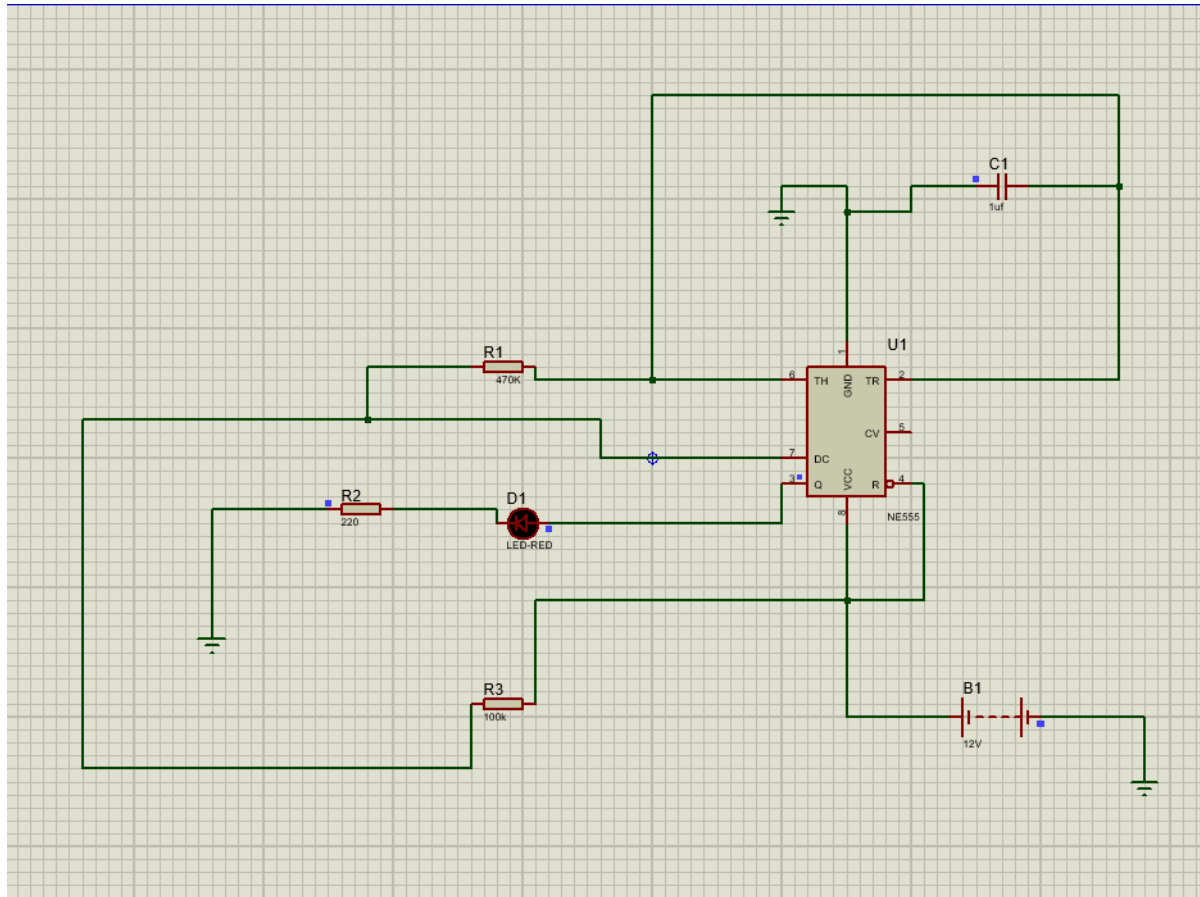 C1
1uf
U1
R1
470K
6
TH
1
GND
TR
2
CV
5
7
DC
3
Q
VCC
8
R
4
NE555
R2
220
D1
LED-RED
R3
100k
B1
12V